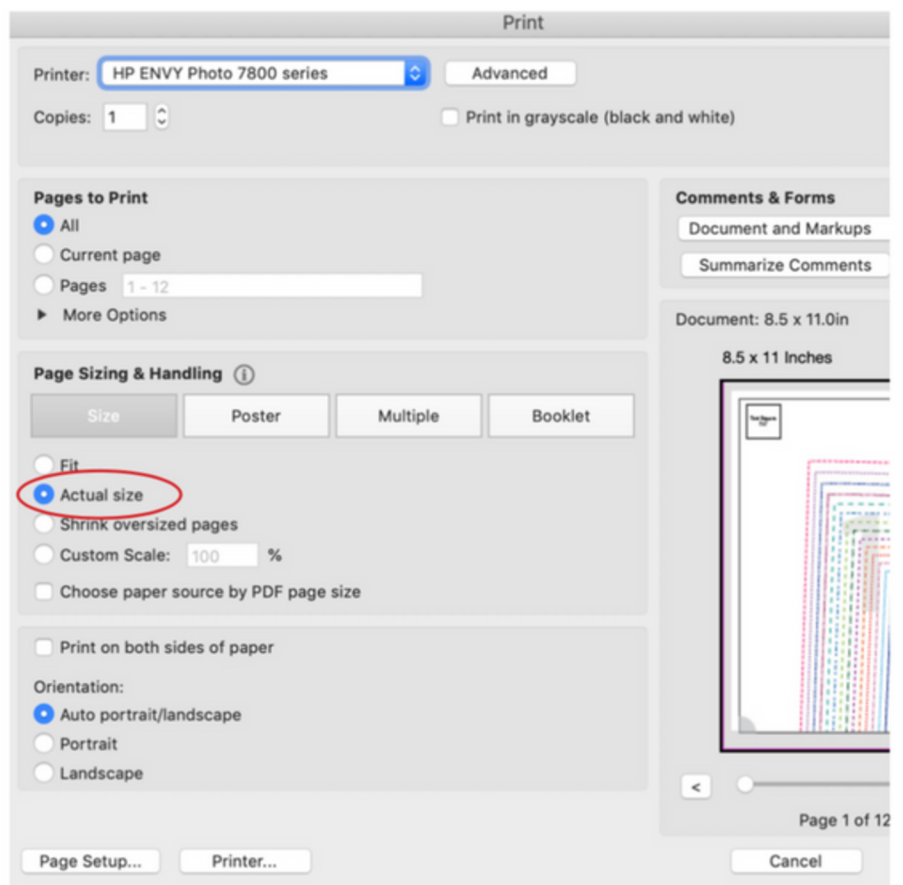 Print
Printer: HP ENVY Photo 7800 series Advanced
Copies: 1 Print in grayscale (black and white)
Pages to Print
All
Current page
Pages 1 - 12
More Options
Page Sizing & Handling
Size Poster Multiple Booklet
Fit
Actual size
Shrink oversized pages
Custom Scale: 100 %
Choose paper source by PDF page size
Print on both sides of paper
Orientation:
Auto portrait/landscape
Portrait
Landscape
Comments & Forms
Document and Markups
Summarize Comments
Document: 8.5 x 11.0in
8.5 x 11 Inches
<
Page 1 of 12
Page Setup... Printer... Cancel